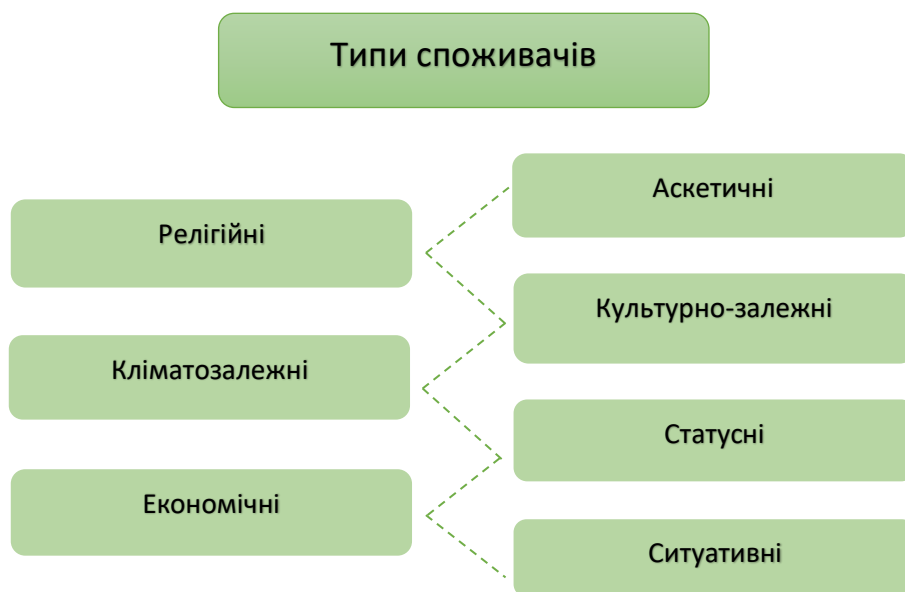 Типи споживачів
Аскетичні
Релігійні
Культурно-залежні
Кліматозалежні
Статусні
Економічні
Ситуативні